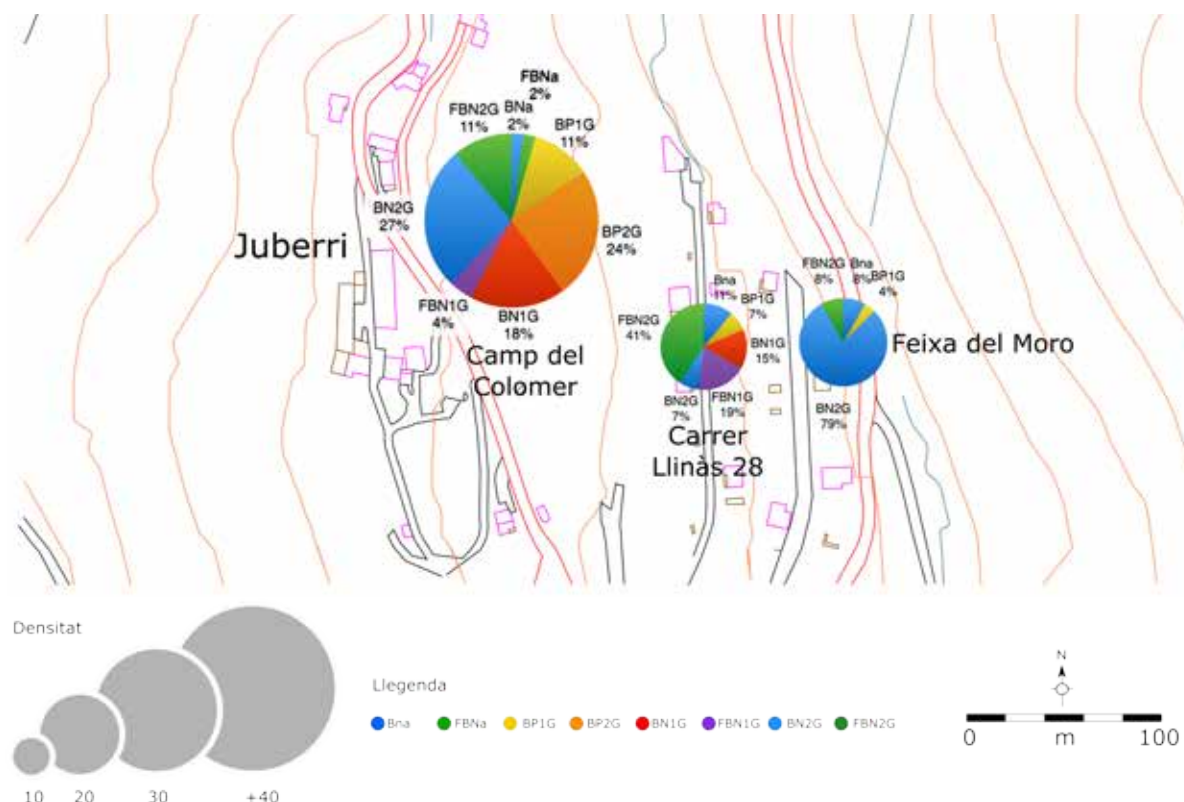 FBNa
2%
FBN2G
11%
BNa
2%
BP1G
11%
BN2G
27%
BP2G
24%
Juberri
FBN1G
4%
BN1G
18%
Camp del
Colømer
Bna
11%
BP1G
7%
FBN2G
41%
BN1G
15%
BN2G
7%
FBN1G
19%
Carrer
Llinàs 28
FBN2G
8%
Bna
8%
BP1G
4%
Feixa del Moro
BN2G
79%
Densitat
10
20
30
+40
Llegenda
Bna
FBNa
BP1G
BP2G
BN1G
FBN1G
BN2G
FBN2G
N
0 m 100